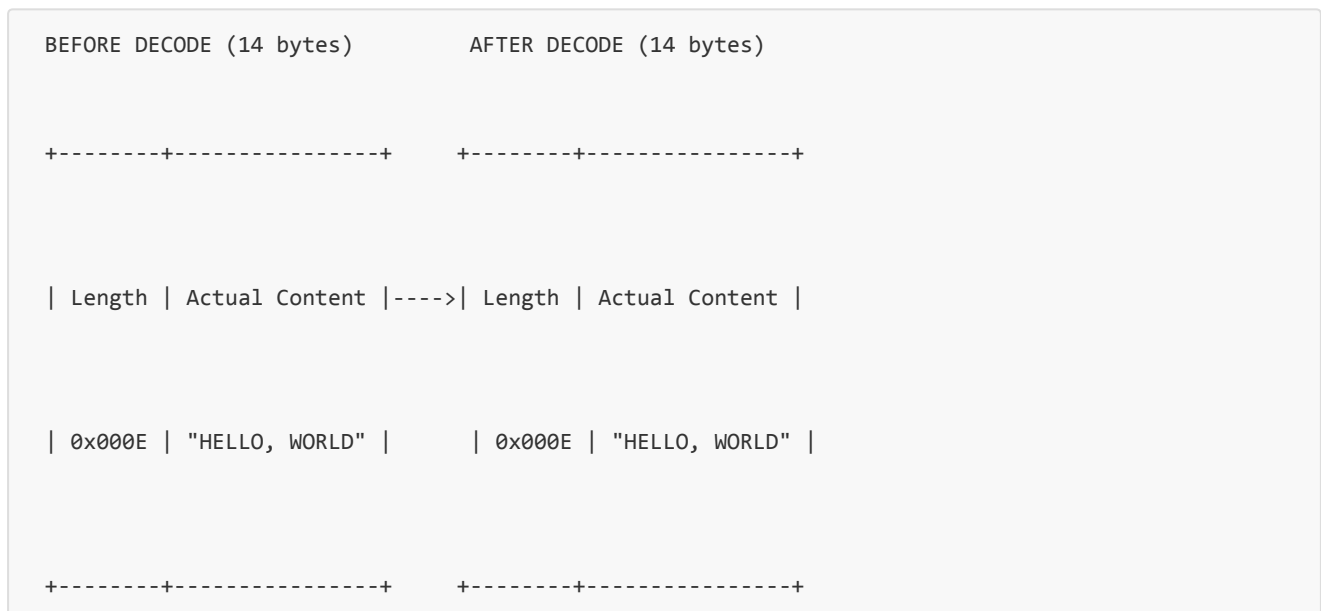 BEFORE DECODE (14 bytes)         AFTER DECODE (14 bytes)
+--------+---------------+      +--------+---------------+
| Length | Actual Content |---->| Length | Actual Content |
| 0x000E | "HELLO, WORLD" |      | 0x000E | "HELLO, WORLD" |
+--------+---------------+      +--------+---------------+